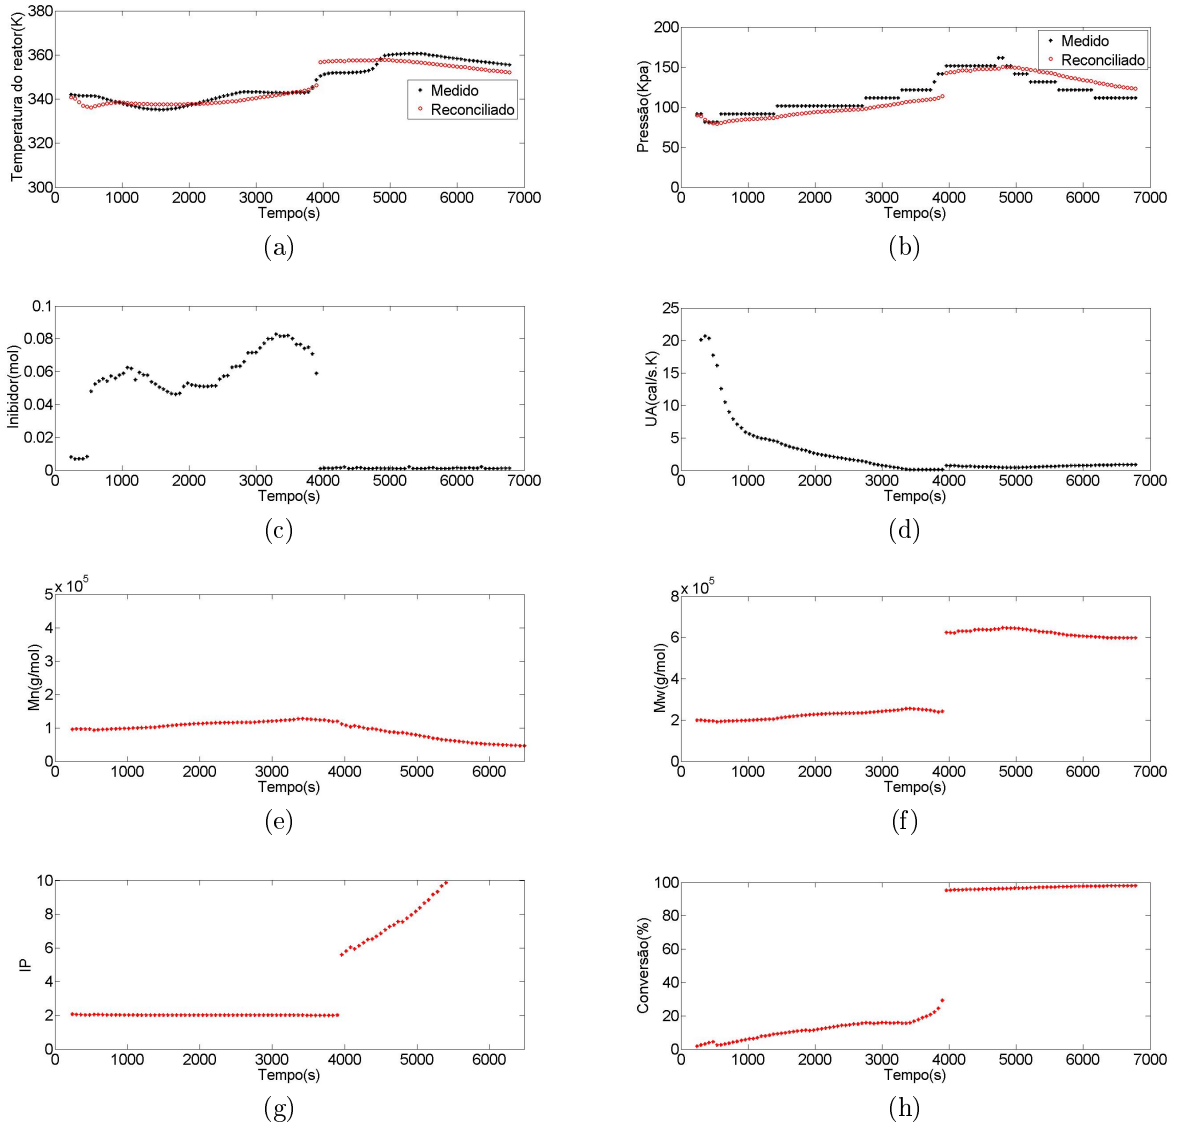 380
360
340
320
300
Temperatura do reator(K)
Medido
Reconciliado
0 1000 2000 3000 4000 5000 6000 7000
Tempo(s)
(a)
200
150
100
50
0
Pressão(Kpa)
Medido
Reconciliado
0 1000 2000 3000 4000 5000 6000 7000
Tempo(s)
(b)
0.1
0.08
0.06
0.04
0.02
0
Inibidor(mol)
0 1000 2000 3000 4000 5000 6000 7000
Tempo(s)
(c)
25
20
15
10
5
0
UA(cal/s.K)
0 1000 2000 3000 4000 5000 6000 7000
Tempo(s)
(d)
x 10^5
5
4
3
2
1
0
Mn(g/mol)
0 1000 2000 3000 4000 5000 6000
Tempo(s)
(e)
x 10^5
8
6
4
2
0
Mw(g/mol)
0 1000 2000 3000 4000 5000 6000 7000
Tempo(s)
(f)
10
8
6
4
2
0
IP
0 1000 2000 3000 4000 5000 6000
Tempo(s)
(g)
100
80
60
40
20
0
Conversão(%)
0 1000 2000 3000 4000 5000 6000 7000
Tempo(s)
(h)